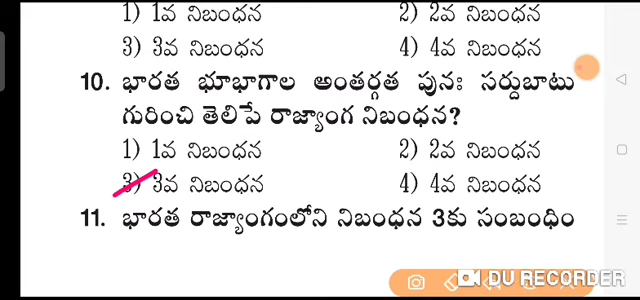 1) 1వ నిబంధన 2) 2వ నిబంధన
3) 3వ నిబంధన 4) 4వ నిబంధన
10. భారత భూభాగాల అంతర్గత పునః సర్దుబాటు
గురించి తెలిపే రాజ్యాంగ నిబంధన?
1) 1వ నిబంధన 2) 2వ నిబంధన
3) 3వ నిబంధన 4) 4వ నిబంధన
11. భారత రాజ్యాంగంలోని నిబంధన 3కు సంబంధిం
DU RECORDER